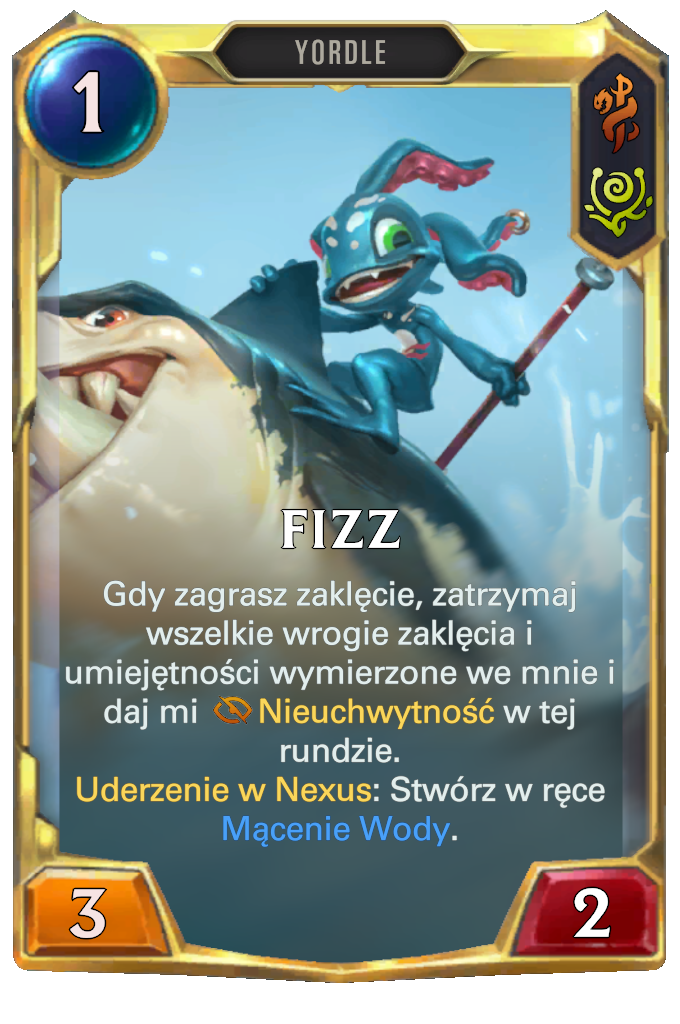 YORDLE
1
FIZZ
Gdy zagrasz zaklęcie, zatrzymaj
wszelkie wrogie zaklęcia i
umiejętności wymierzone we mnie i
daj mi Nieuchwytność w tej
rundzie.
Uderzenie w Nexus: Stwórz w ręce
Mącenie Wody.
3
2